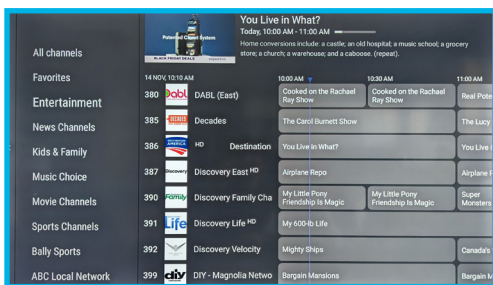 Patented Closet System
BLACK FRIDAY DEALS
You Live in What?
Today, 10:00 AM - 11:00 AM
Home conversions include: a castle; an old hospital; a music school; a grocery
store; a church; a warehouse; and a caboose. (repeat).
All channels
Favorites
Entertainment
News Channels
Kids & Family
Music Choice
Movie Channels
Sports Channels
Bally Sports
ABC Local Network
14 NOV, 10:10 AM
10:00 AM
10:30 AM
11:00 AM
380 Dabl DABL (East)
Cooked on the Rachael
Ray Show
Cooked on the Rachael
Ray Show
Real Pote
385 DECADES Decades
The Carol Burnett Show
The Lucy
386 AMERICA HD Destination
You Live in What?
You Live i
387 Discovery Discovery East HD
Airplane Repo
Airplane F
390 Family Discovery Family Cha
My Little Pony
Friendship Is Magic
My Little Pony
Friendship Is Magic
Super
Monsters
391 Life Discovery Life HD
My 600-lb Life
392 Discovery Velocity
Mighty Ships
Canada's
399 diy DIY - Magnolia Netwo
Bargain Mansions
Bargain M